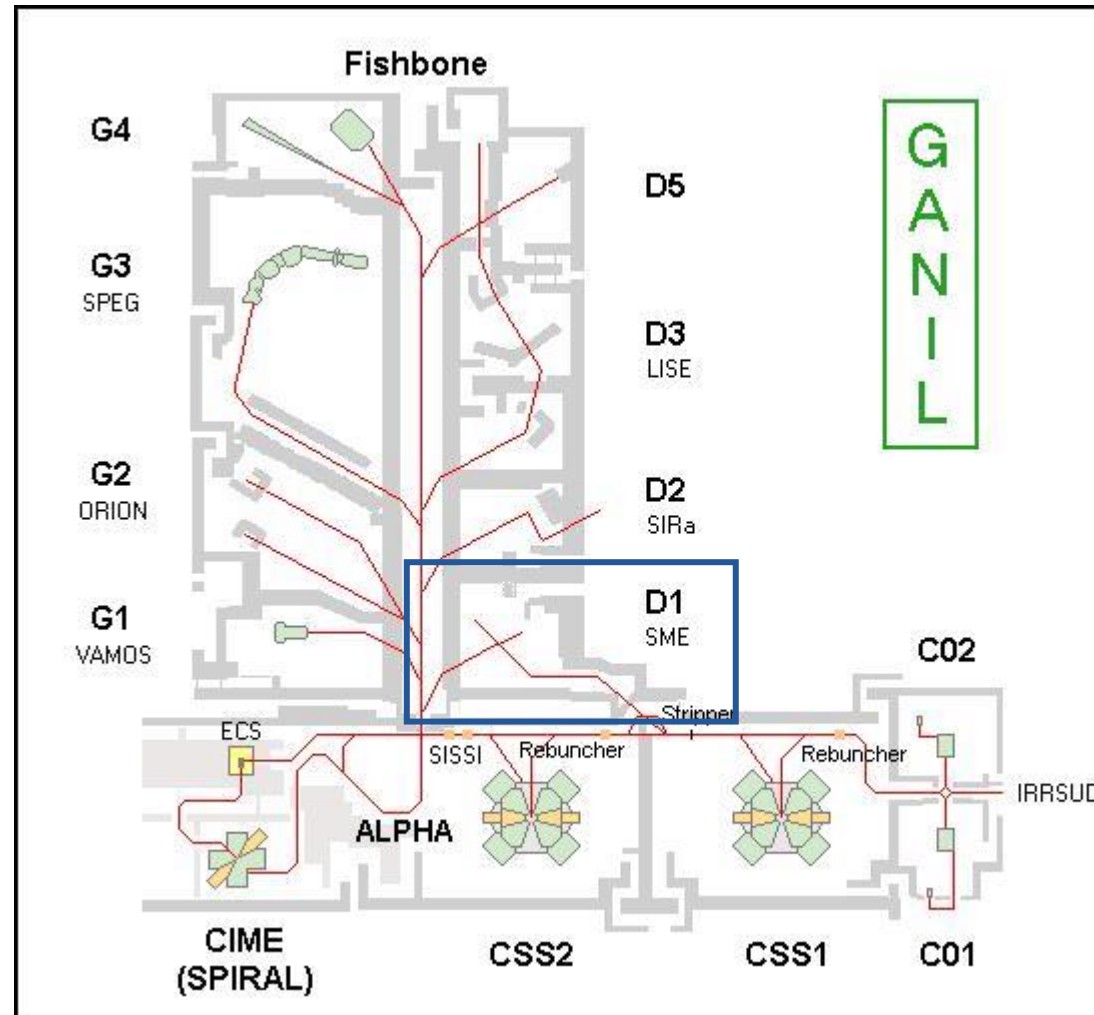 Fishbone
G4
G
A
N
I
L
D5
G3
SPEG
D3
LISE
G2
ORION
D2
SIRa
G1
VAMOS
D1
SME
C02
ECS
Stripper
SISSI
Rebuncher
Rebuncher
IRRSUD
ALPHA
CIME
(SPIRAL)
CSS2
CSS1
C01